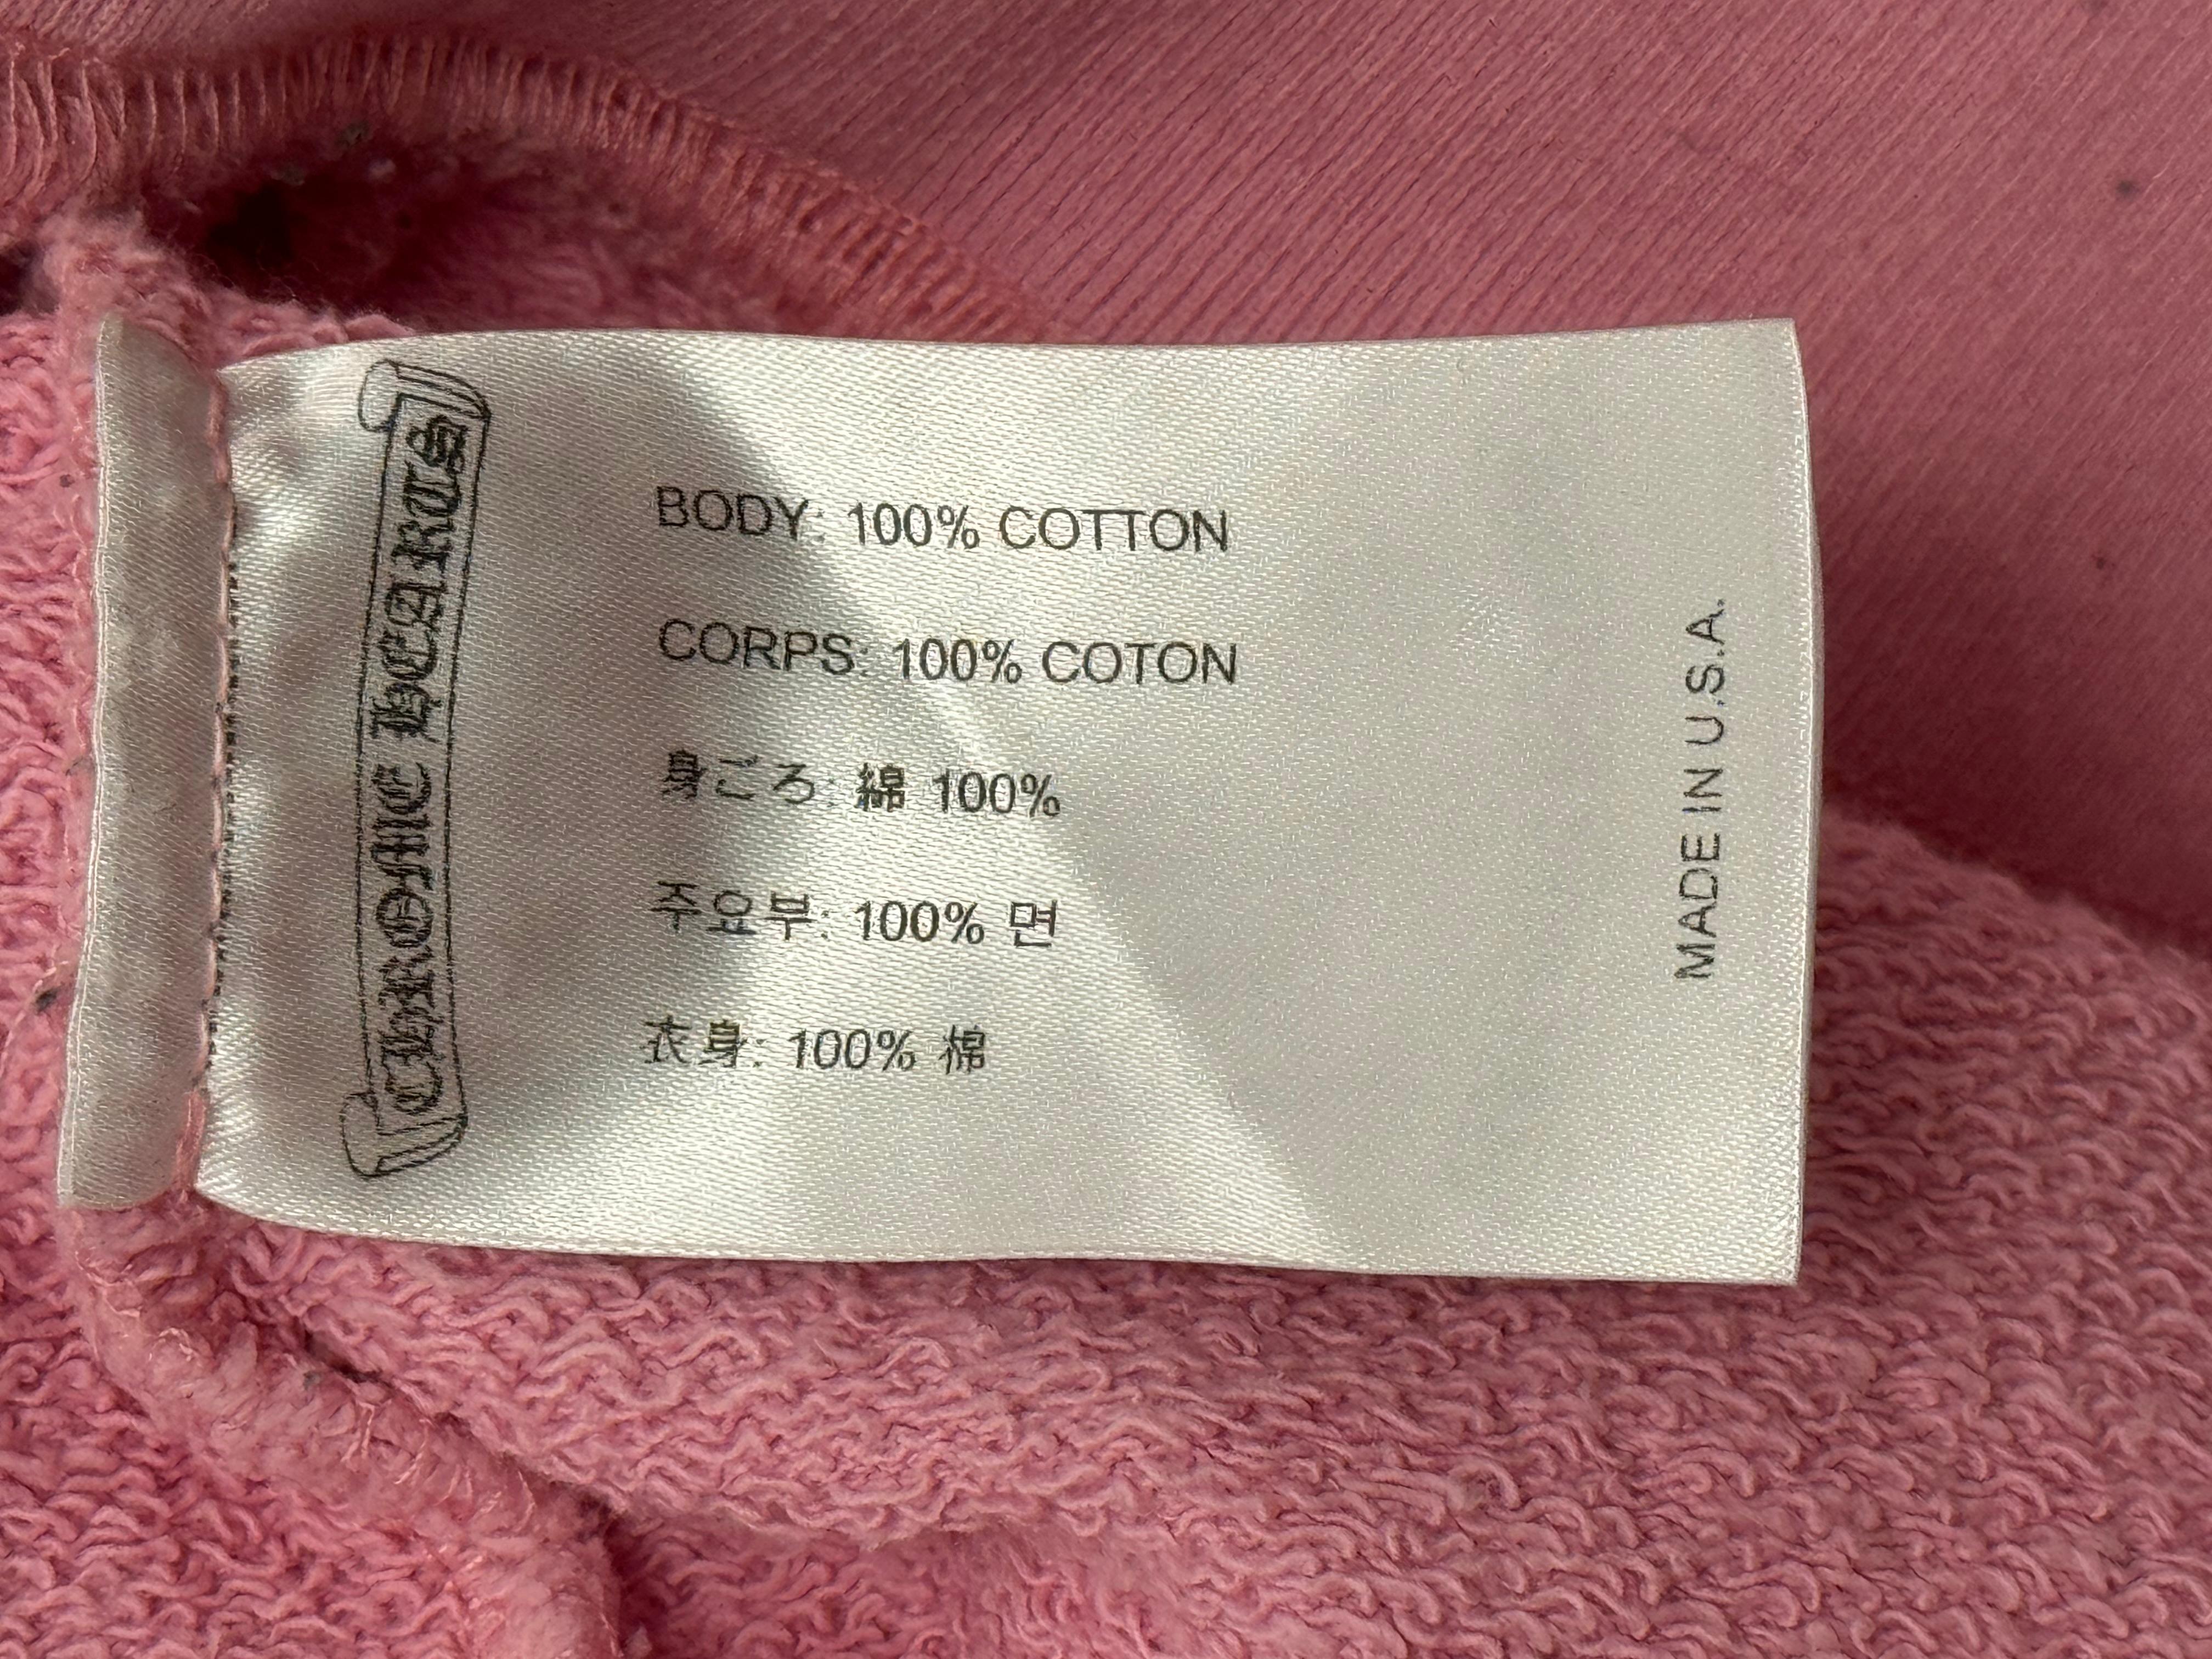 CHROME HEARTS
BODY: 100% COTTON
CORPS: 100% COTON
身ごろ: 綿 100%
주요부: 100% 면
衣身: 100% 棉
MADE IN U.S.A.